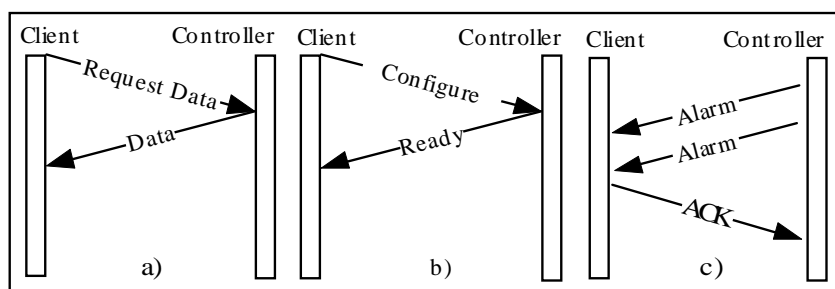 Client Controller
Request Data
Data
a)
Client Controller
Configure
Ready
b)
Client Controller
Alarm
Alarm
ACK
c)